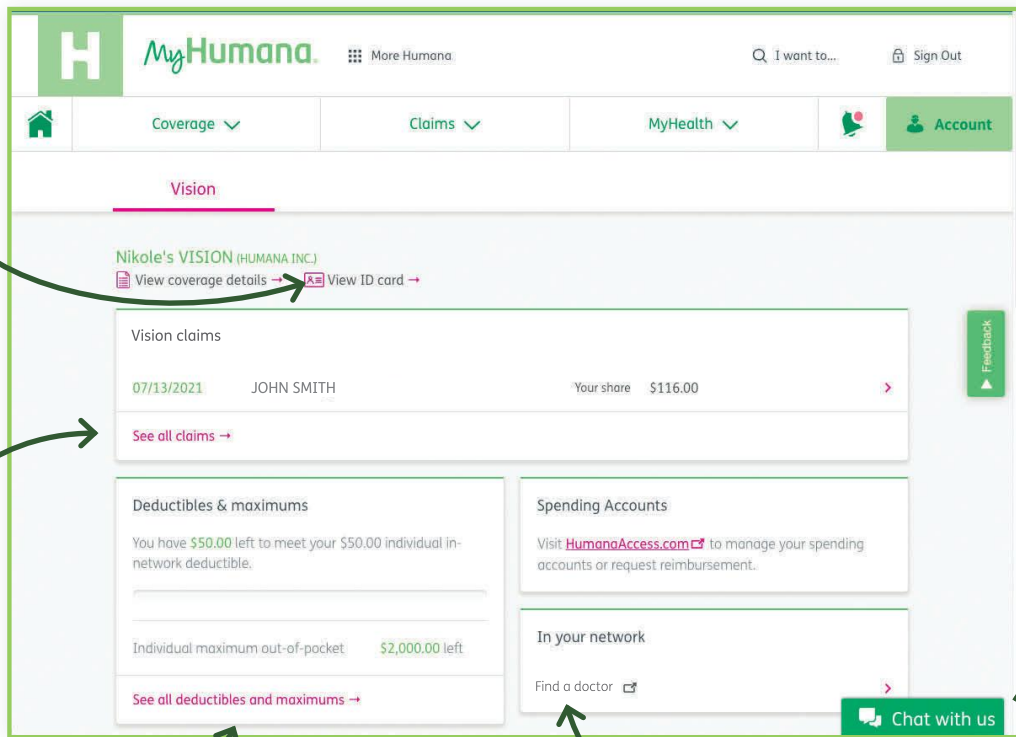 H MyHumana. More Humana I want to... Sign Out
Coverage Claims MyHealth Account
Vision
Nikole's VISION (HUMANA INC.)
View coverage details → View ID card →
Vision claims
07/13/2021 JOHN SMITH Your share $116.00
See all claims →
Feedback
Deductibles & maximums
You have $50.00 left to meet your $50.00 individual in-
network deductible.
Individual maximum out-of-pocket $2,000.00 left
See all deductibles and maximums →
Spending Accounts
Visit HumanaAccess.com to manage your spending
accounts or request reimbursement.
In your network
Find a doctor
Chat with us